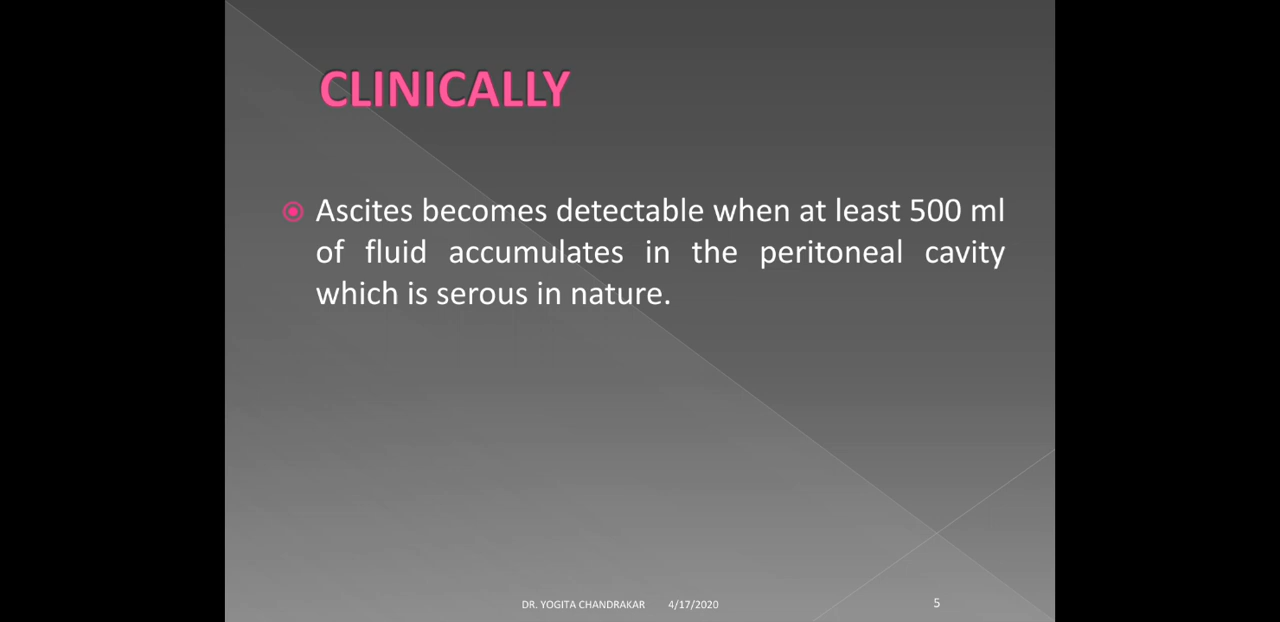 CLINICALLY
Ascites becomes detectable when at least 500 ml
of fluid accumulates in the peritoneal cavity
which is serous in nature.
DR. YOGITA CHANDRAKAR 4/17/2020 5